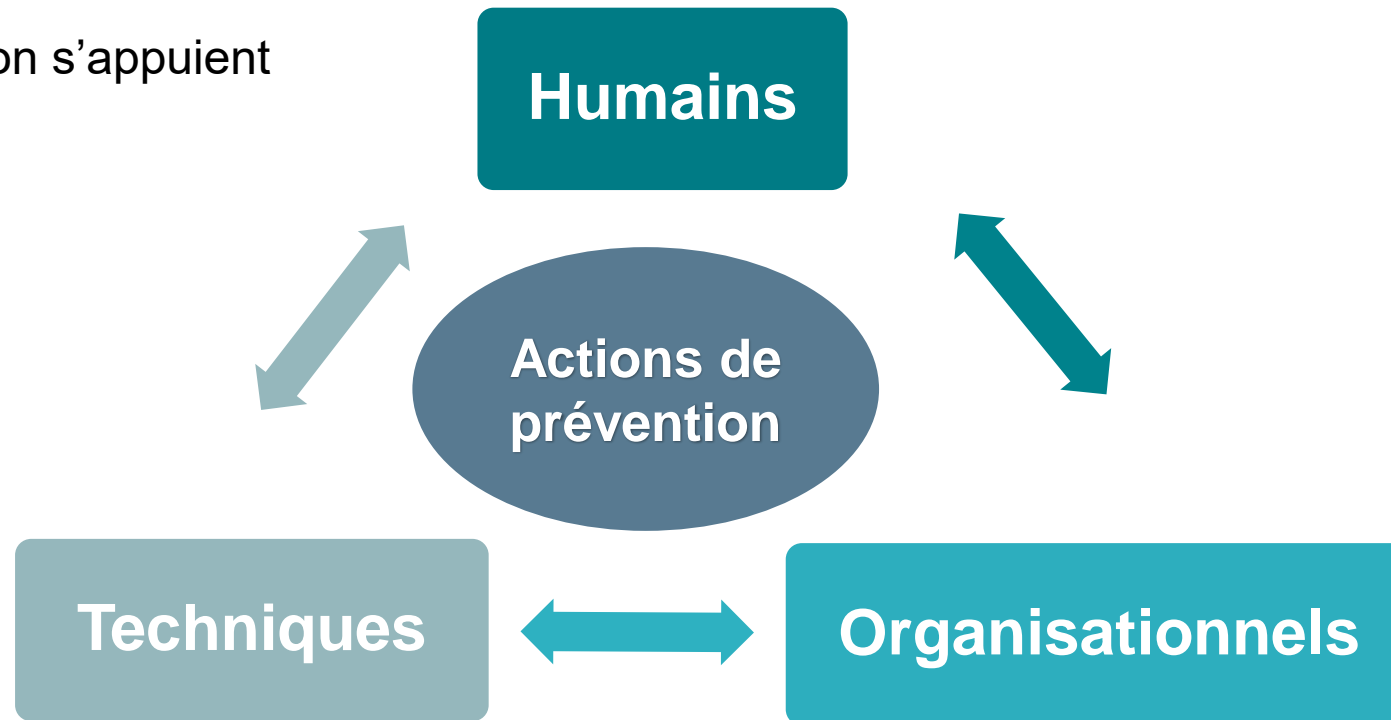 on s’appuient
Humains
Actions de
prévention
Techniques
Organisationnels